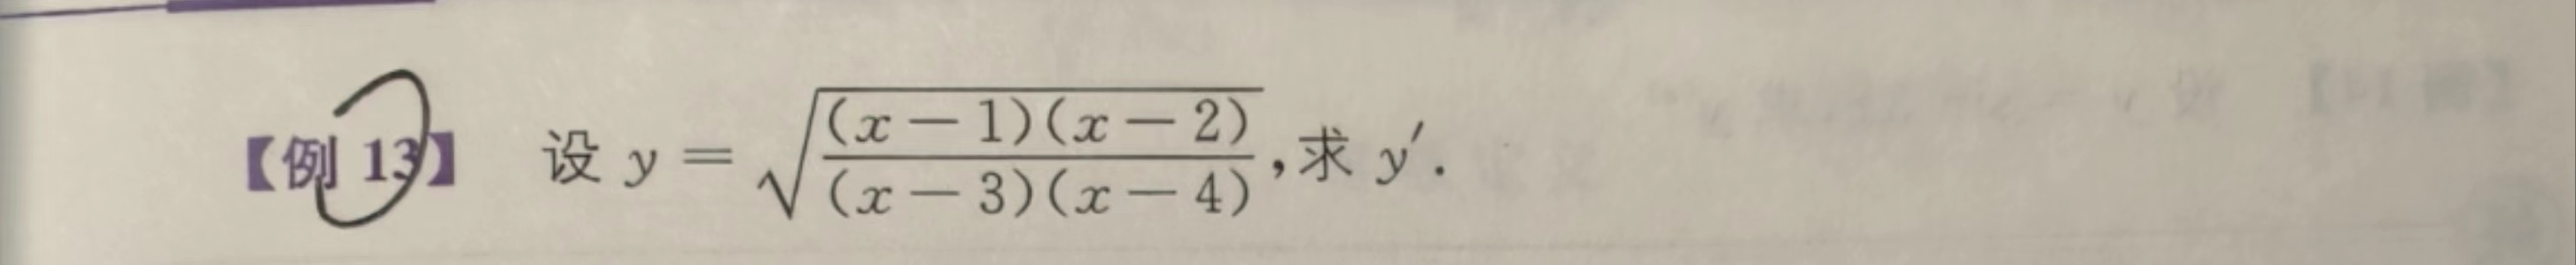 【例 13】 设 y = √((x-1)(x-2)/((x-3)(x-4))), 求 y′.